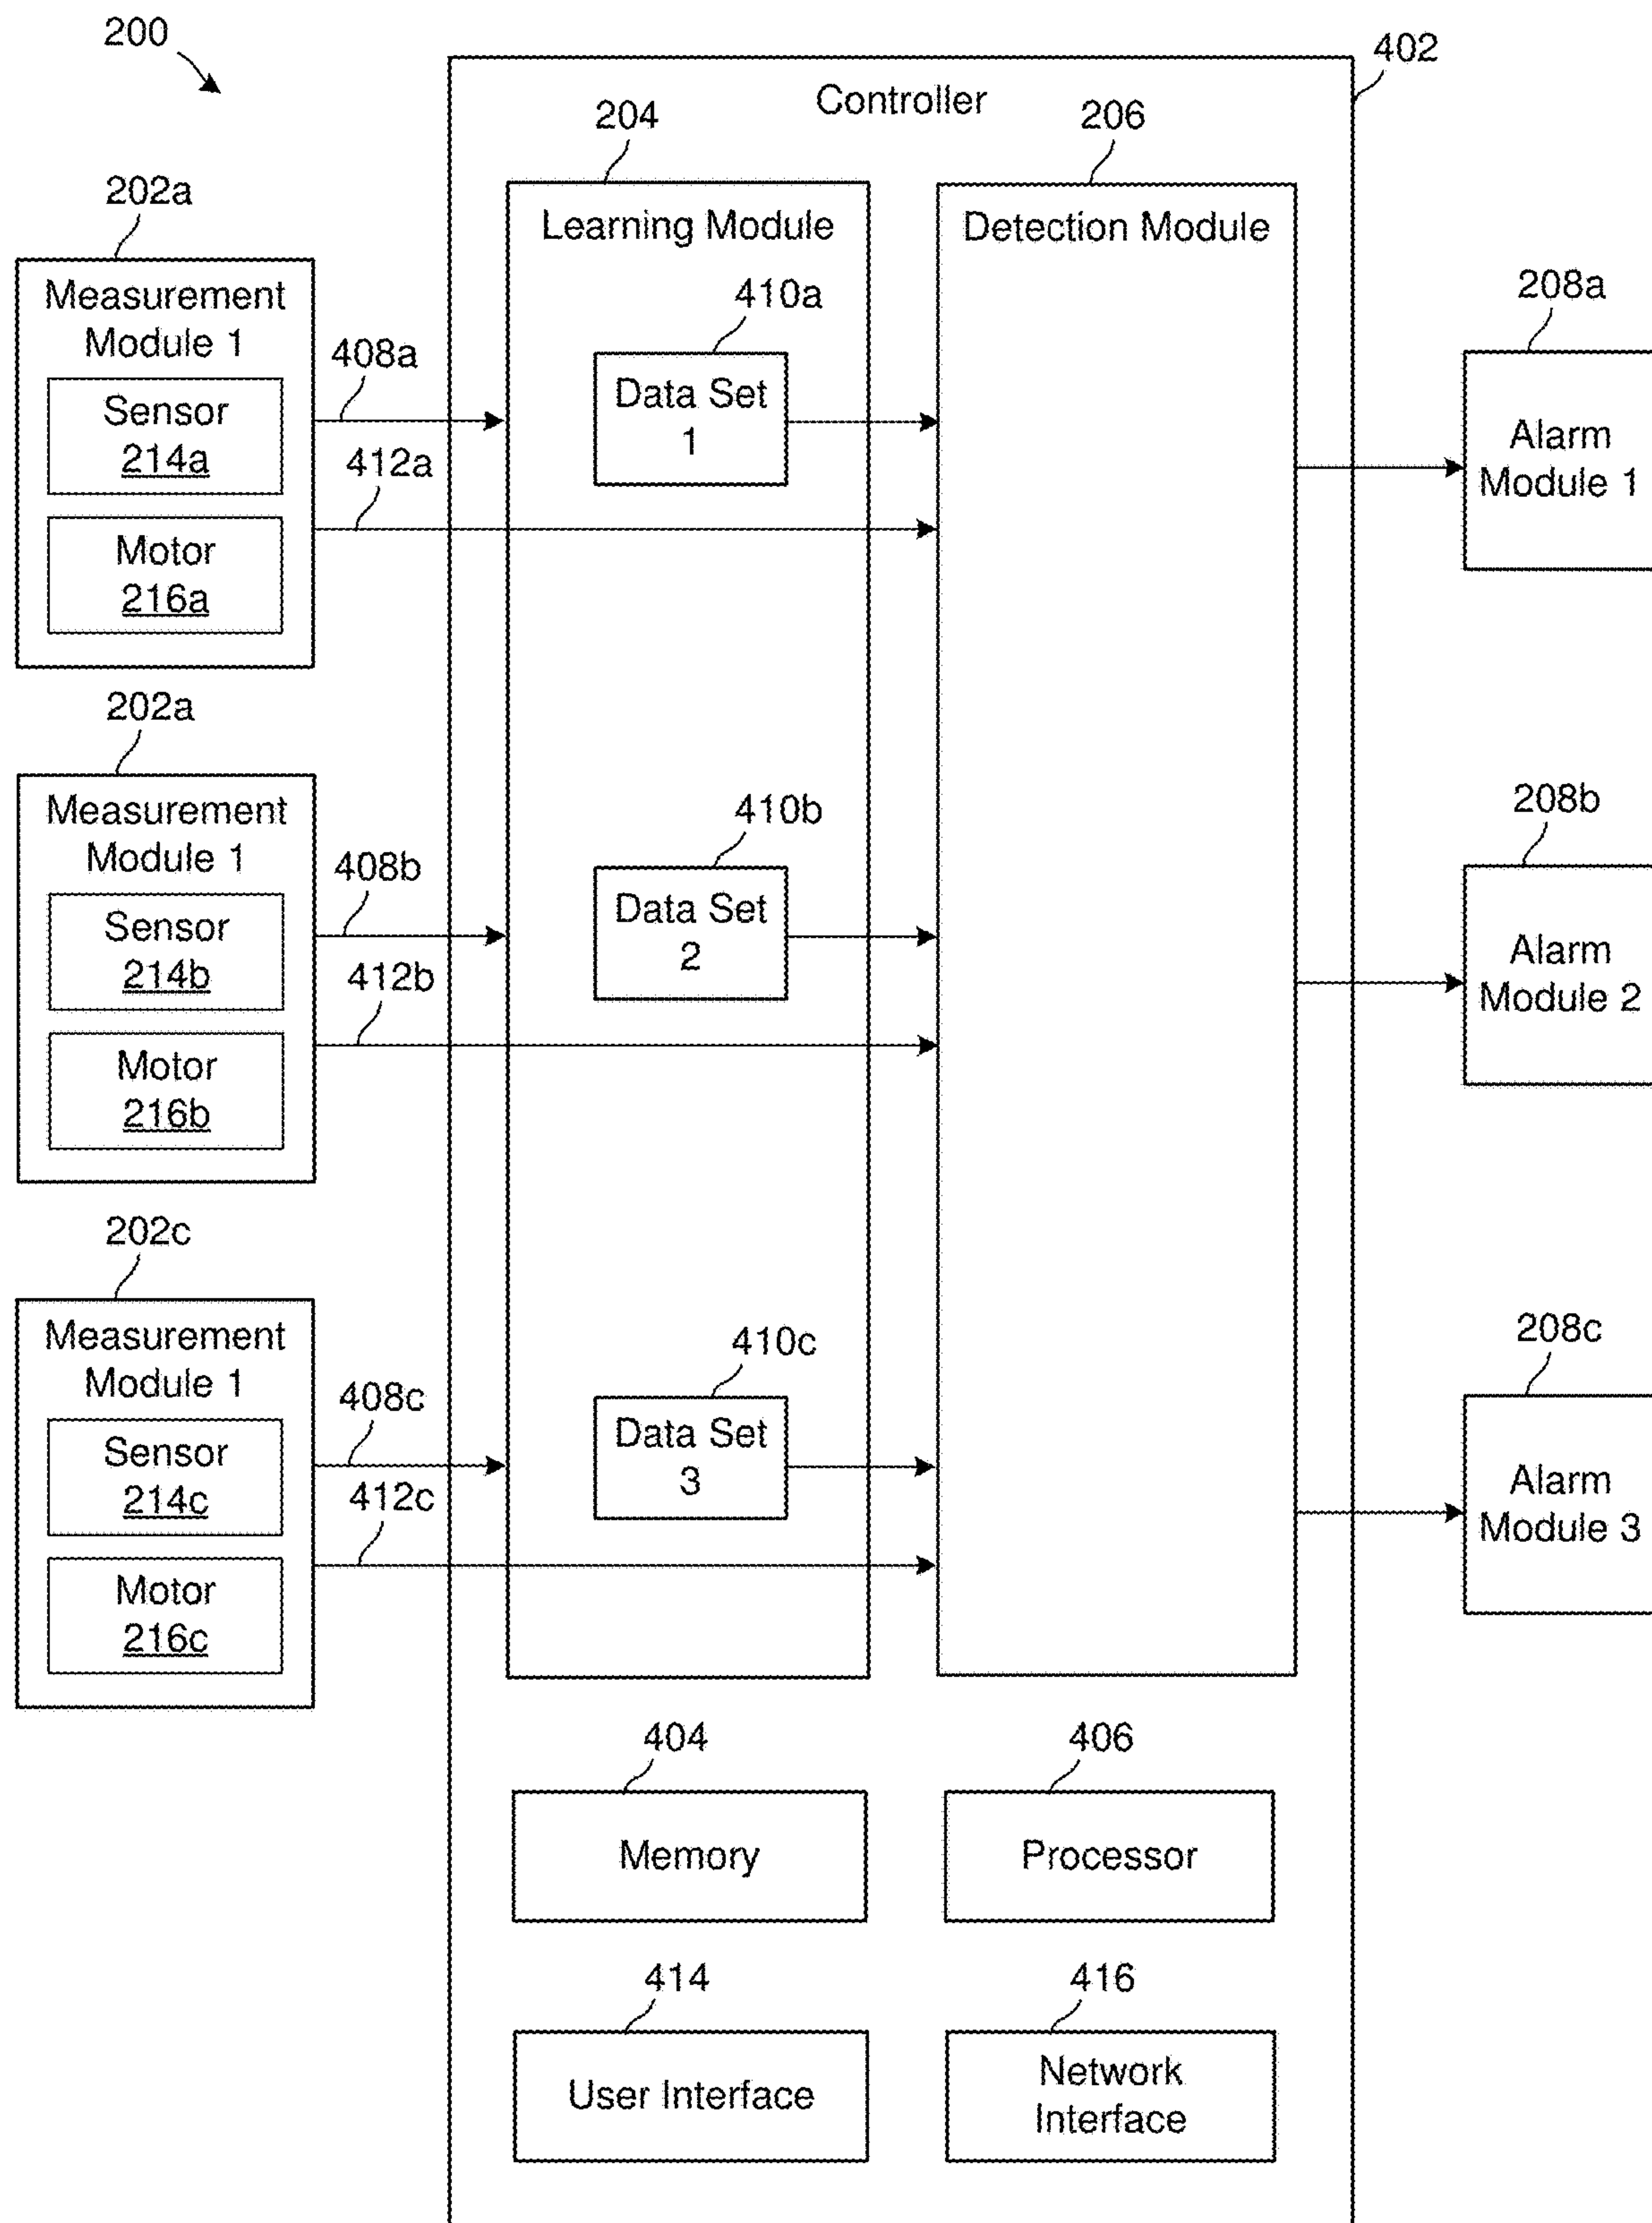 200
402
Controller
204
206
202a
Learning Module
Detection Module
Measurement
Module 1
410a
208a
408a
Sensor
214a
Data Set
1
412a
Alarm
Module 1
Motor
216a
202a
Measurement
Module 1
410b
208b
408b
Sensor
214b
Data Set
2
412b
Alarm
Module 2
Motor
216b
202c
Measurement
Module 1
410c
208c
408c
Sensor
214c
Data Set
3
412c
Alarm
Module 3
Motor
216c
404
406
Memory
Processor
414
416
User Interface
Network
Interface